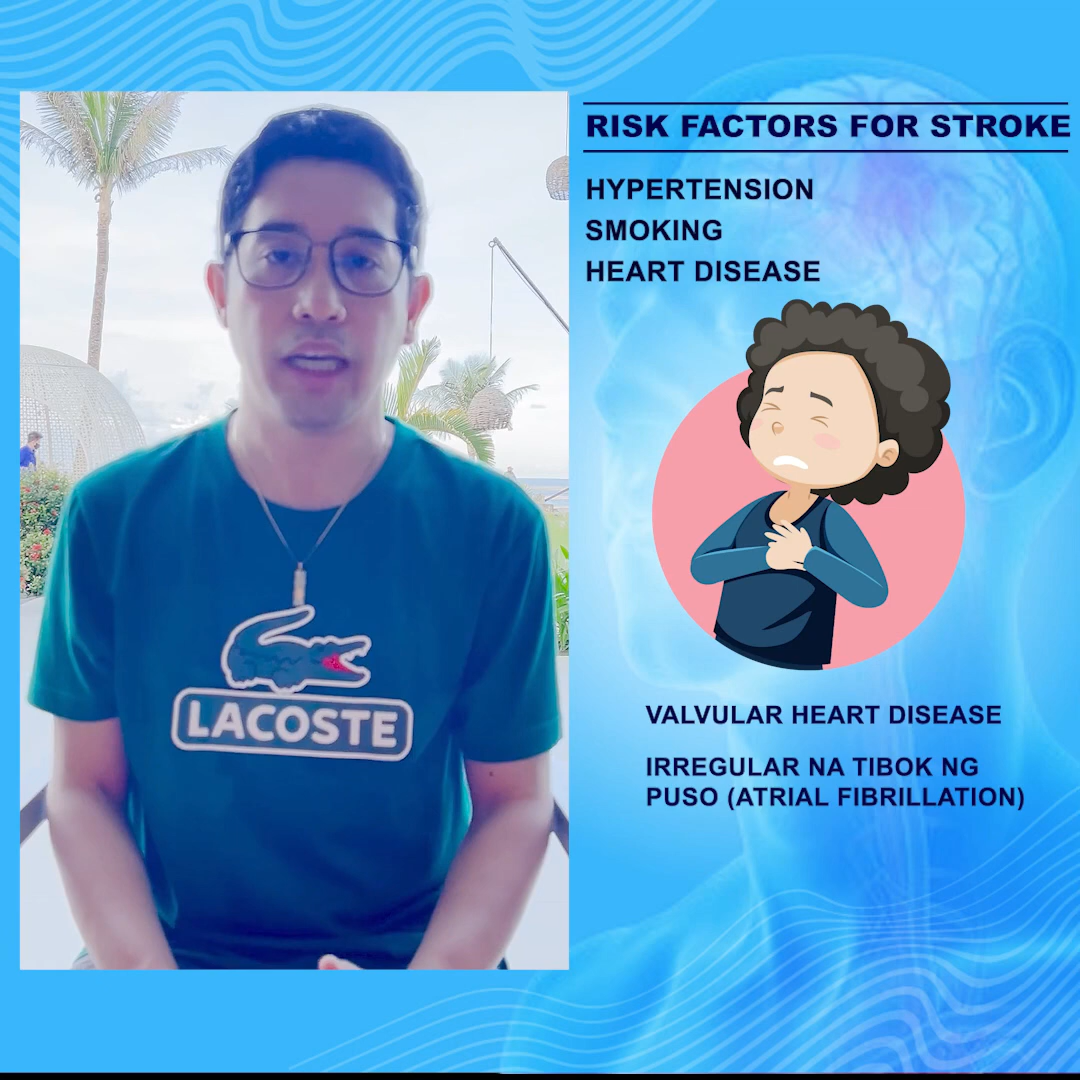 RISK FACTORS FOR STROKE
HYPERTENSION
SMOKING
HEART DISEASE
VALVULAR HEART DISEASE
IRREGULAR NA TIBOK NG
PUSO (ATRIAL FIBRILLATION)
LACOSTE